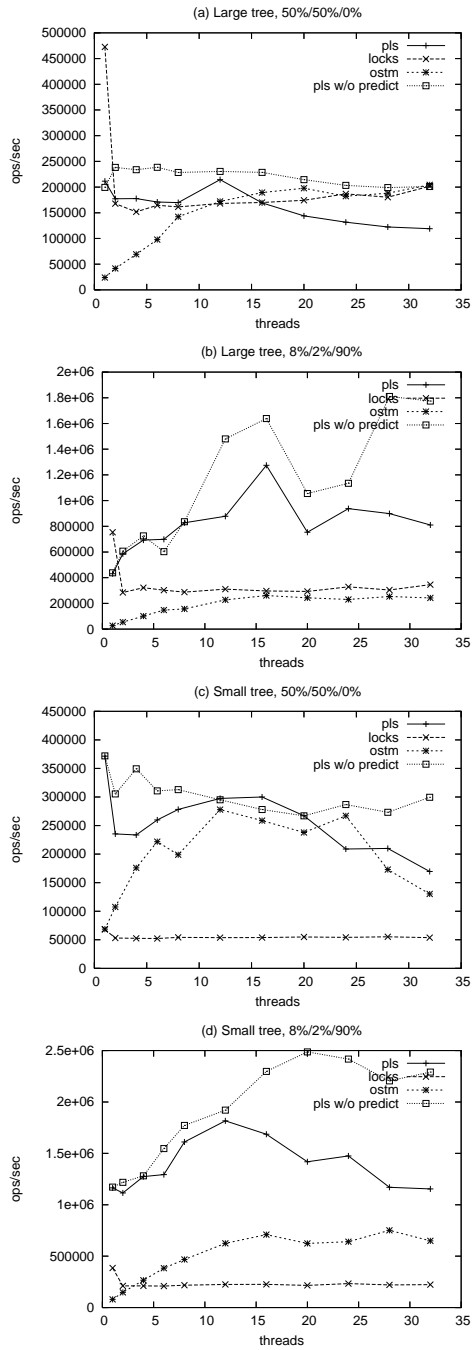 (a) Large tree, 50%/50%/0%
500000
450000
400000
350000
300000
250000
200000
150000
100000
50000
0
ops/sec
0 5 10 15 20 25 30 35
threads
pls
locks
ostm
pls w/o predict
(b) Large tree, 8%/2%/90%
2e+06
1.8e+06
1.6e+06
1.4e+06
1.2e+06
1e+06
800000
600000
400000
200000
0
ops/sec
0 5 10 15 20 25 30 35
threads
pls
locks
ostm
pls w/o predict
(c) Small tree, 50%/50%/0%
450000
400000
350000
300000
250000
200000
150000
100000
50000
0
ops/sec
0 5 10 15 20 25 30 35
threads
pls
locks
ostm
pls w/o predict
(d) Small tree, 8%/2%/90%
2.5e+06
2e+06
1.5e+06
1e+06
500000
0
ops/sec
0 5 10 15 20 25 30 35
threads
pls
locks
ostm
pls w/o predict